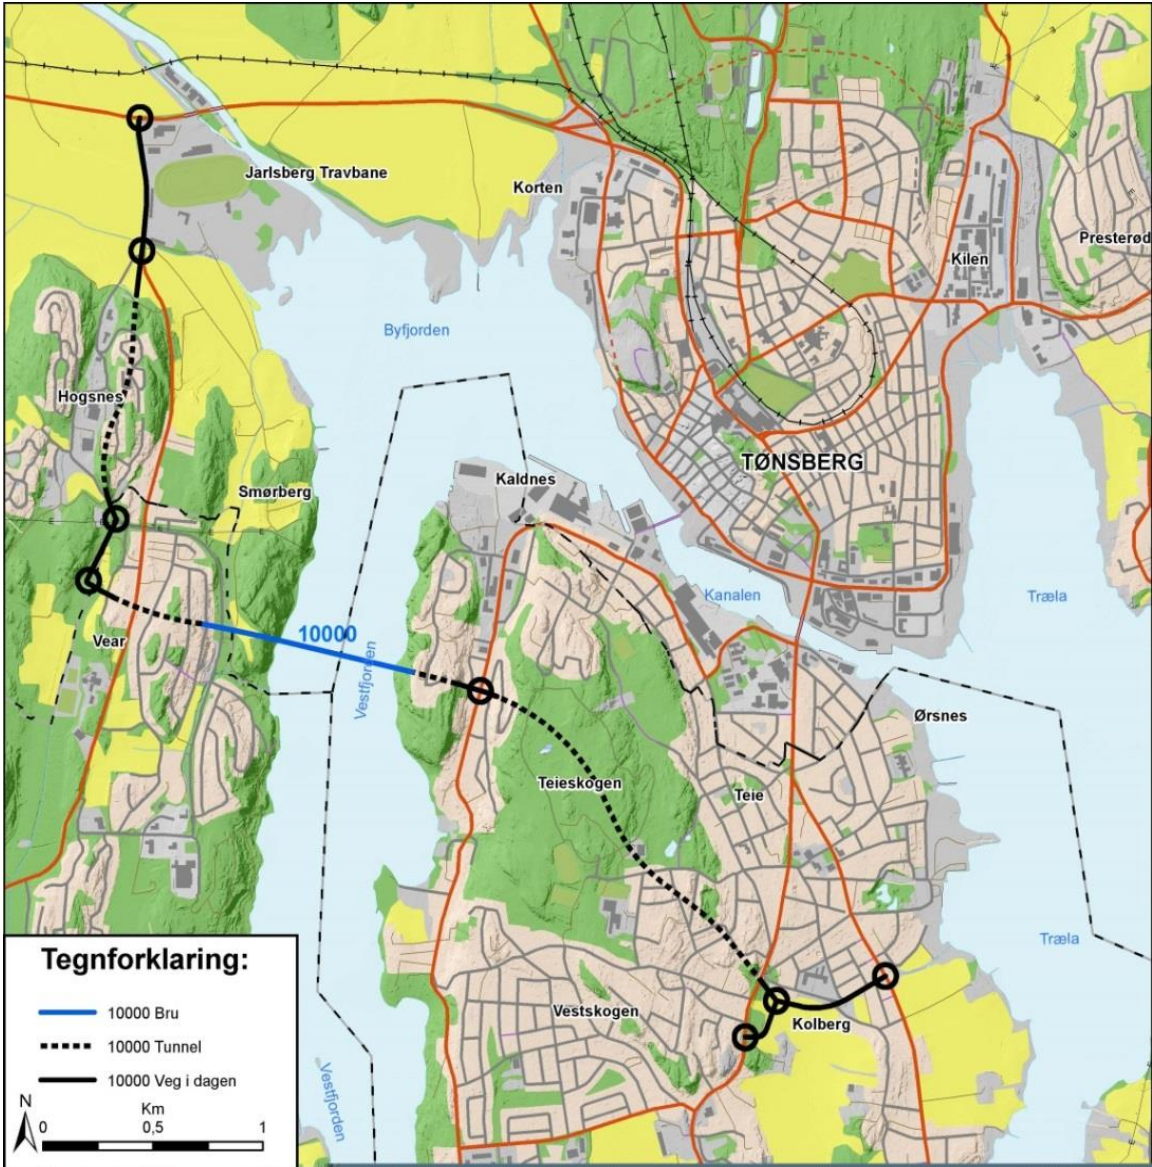 Jarlsberg Travbane
Korten
Presterød
Kilen
Byfjorden
Hogsnes
TØNSBERG
Kaldnes
Smørberg
Kanalen
Træla
10000
Vear
Vestfjorden
Ørsnes
Teieskogen
Teie
Træla
Tegnforklaring:
10000 Bru
10000 Tunnel
10000 Veg i dagen
N
Km
0 0,5 1
Vestskogen
Kolberg
Vestfjorden